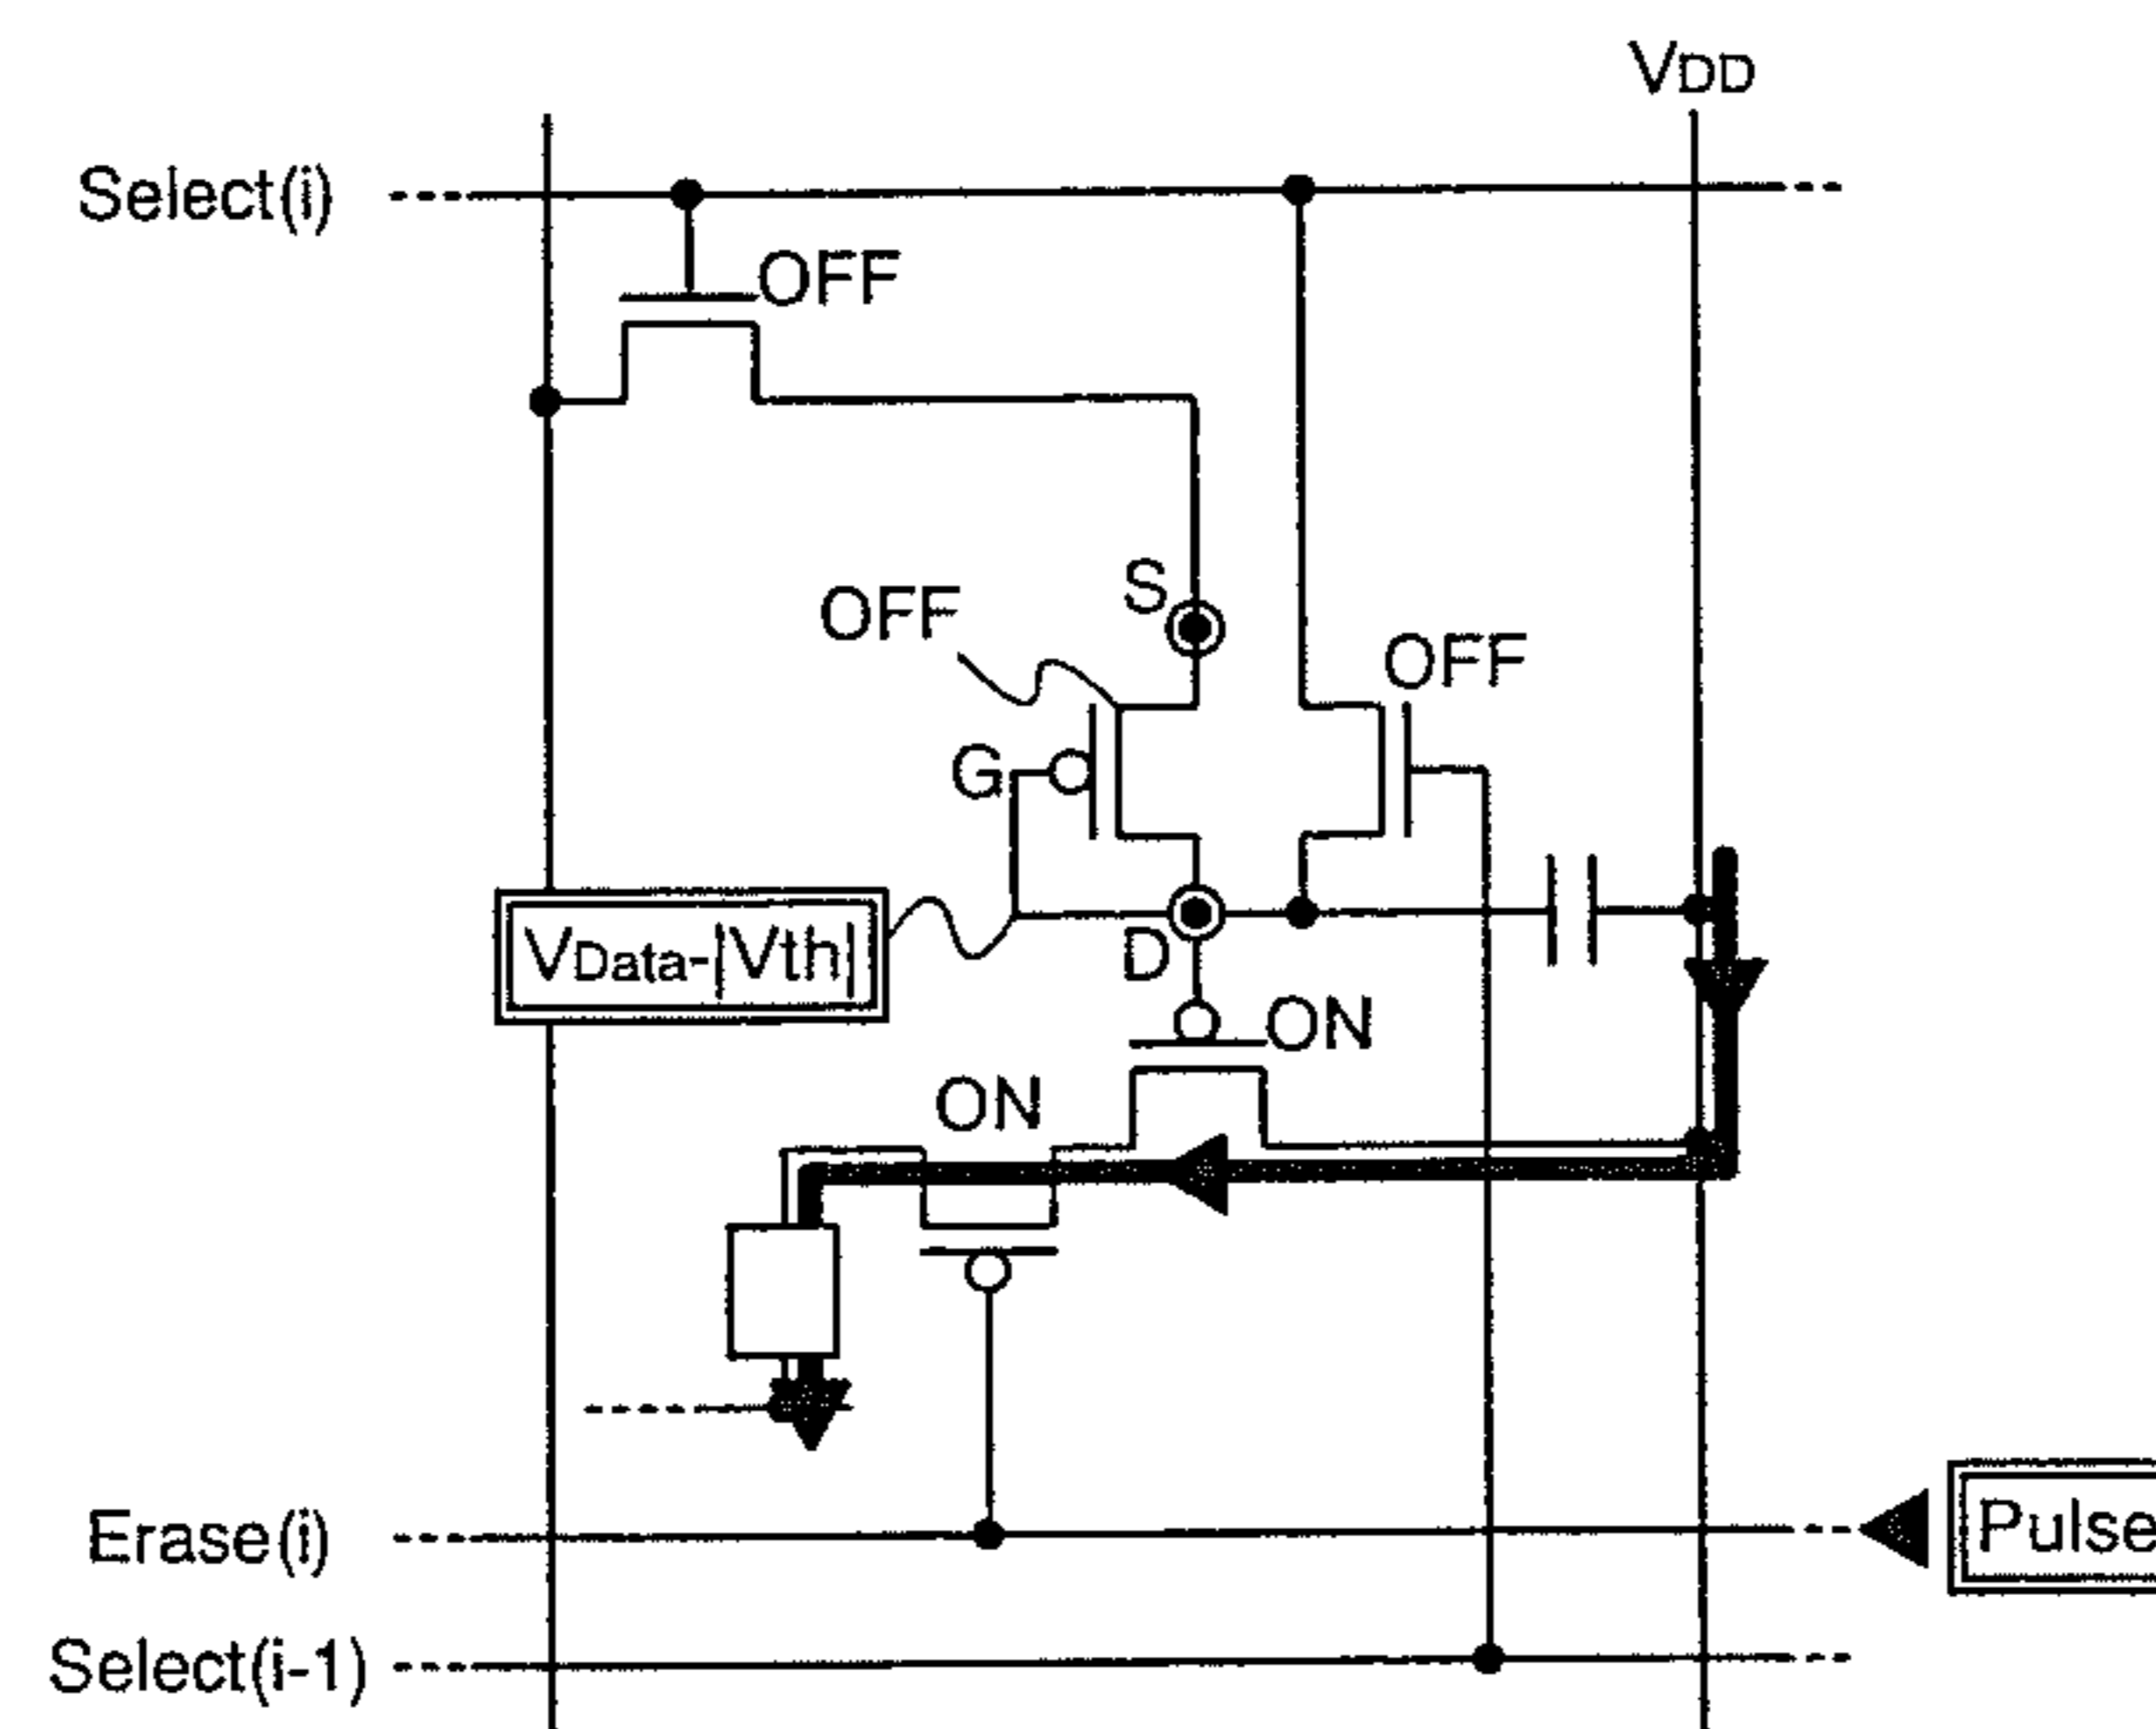 VDD
Select(i)
OFF
S
OFF
OFF
G
VData-|Vth|
D
ON
ON
Erase(i)
Pulse
Select(i-1)